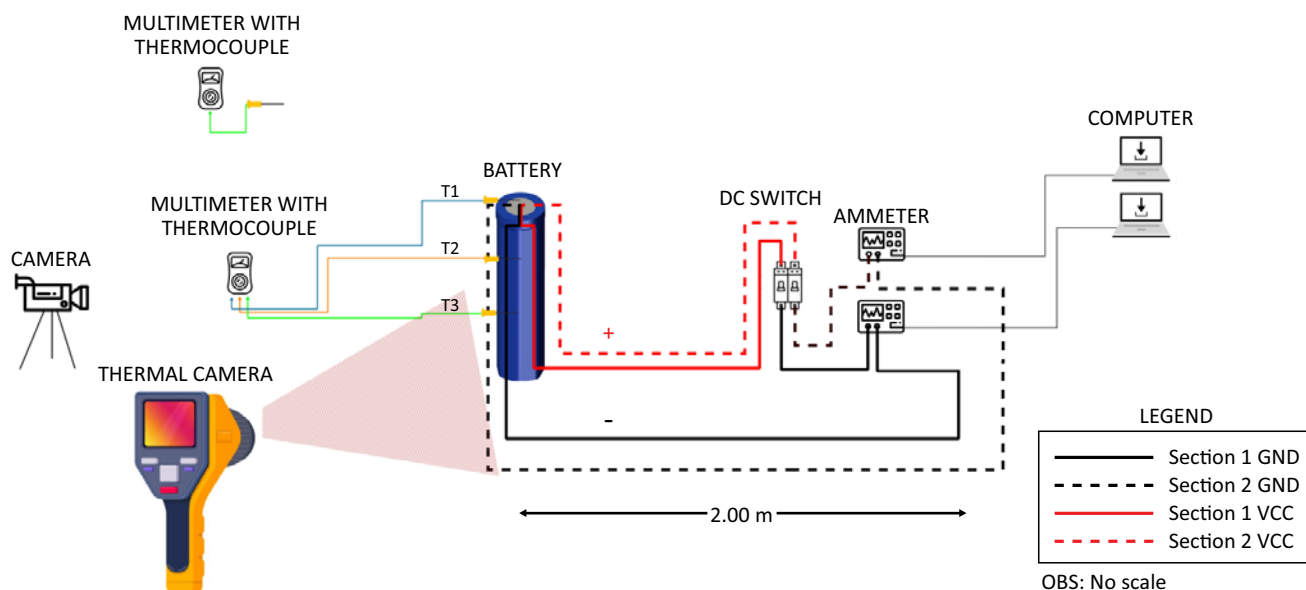 MULTIMETER WITH
THERMOCOUPLE
COMPUTER
BATTERY
T1
MULTIMETER WITH
THERMOCOUPLE
DC SWITCH
AMMETER
T2
CAMERA
T3
+
THERMAL CAMERA
-
LEGEND
Section 1 GND
Section 2 GND
2.00 m
Section 1 VCC
Section 2 VCC
OBS: No scale